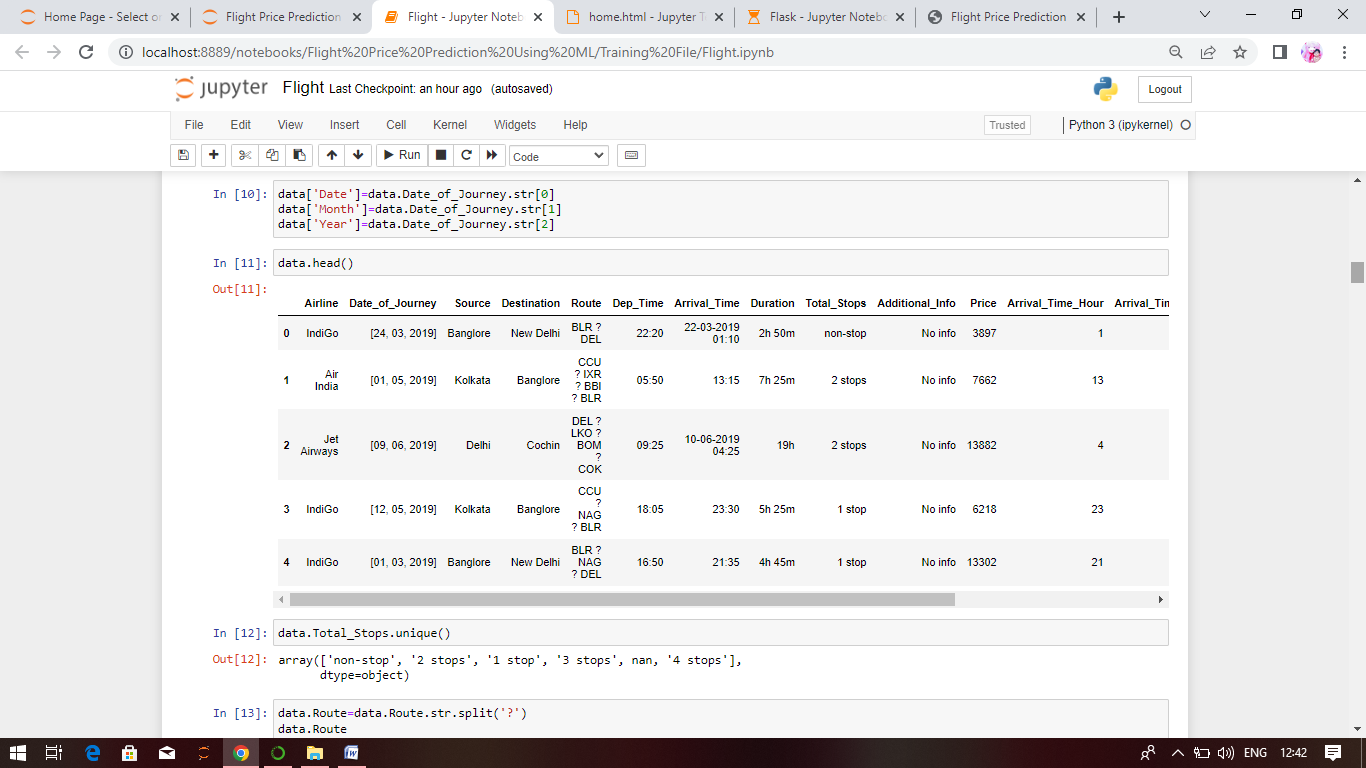 Home Page - Select or
Flight Price Prediction
Flight - Jupyter Noteb
home.html - Jupyter T
Flask - Jupyter Notebo
Flight Price Prediction
localhost:8889/notebooks/Flight%20Price%20Prediction%20Using%20ML/Training%20File/Flight.ipynb
jupyter Flight Last Checkpoint: an hour ago (autosaved)
Logout
File Edit View Insert Cell Kernel Widgets Help
Trusted
Python 3 (ipykernel)
Run
Code
In [10]: data['Date']=data.Date_of_Journey.str[0]
data['Month']=data.Date_of_Journey.str[1]
data['Year']=data.Date_of_Journey.str[2]
In [11]: data.head()
Out[11]:
Airline Date_of_Journey Source Destination Route Dep_Time Arrival_Time Duration Total_Stops Additional_Info Price Arrival_Time_Hour Arrival_Tin
0 IndiGo [24, 03, 2019] Banglore New Delhi BLR ? DEL 22:20 22-03-2019 01:10 2h 50m non-stop No info 3897 1
1 Air India [01, 05, 2019] Kolkata Banglore CCU ? IXR ? BBI ? BLR 05:50 13:15 7h 25m 2 stops No info 7662 13
2 Jet Airways [09, 06, 2019] Delhi Cochin DEL ? LKO ? BOM ? COK 09:25 10-06-2019 04:25 19h 2 stops No info 13882 4
3 IndiGo [12, 05, 2019] Kolkata Banglore CCU ? NAG ? BLR 18:05 23:30 5h 25m 1 stop No info 6218 23
4 IndiGo [01, 03, 2019] Banglore New Delhi BLR ? NAG ? DEL 16:50 21:35 4h 45m 1 stop No info 13302 21
In [12]: data.Total_Stops.unique()
Out[12]: array(['non-stop', '2 stops', '1 stop', '3 stops', nan, '4 stops'],
dtype=object)
In [13]: data.Route=data.Route.str.split('?')
data.Route
ENG 12:42